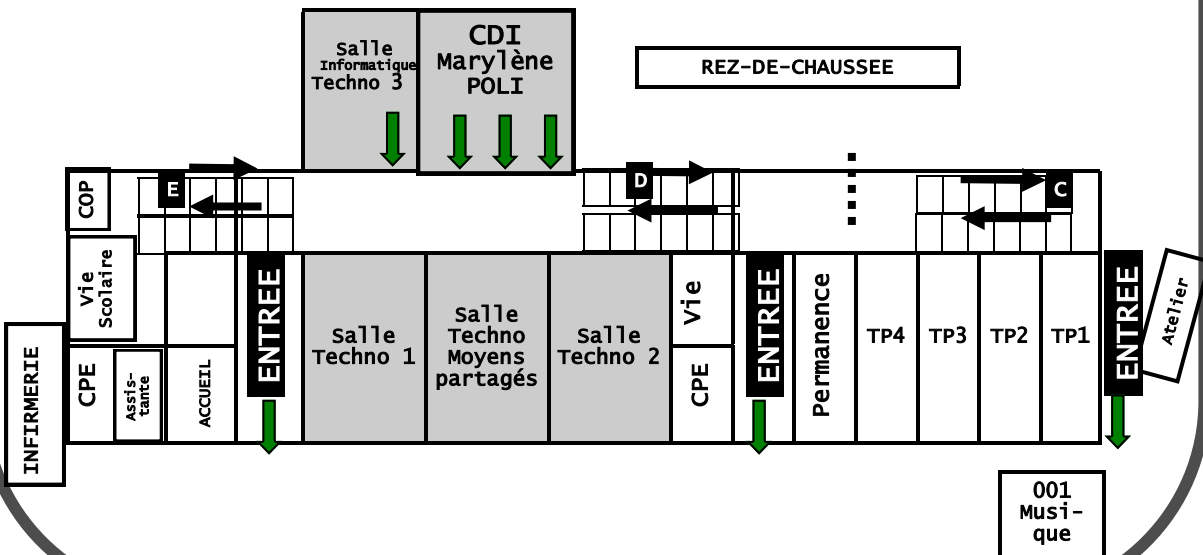 Salle
Informatique
Techno 3
CDI
Marylène
POLI
REZ-DE-CHAUSSEE
COP
E
D
C
Vie
Scolaire
INFIRMERIE
CPE
Assis-
tante
ACCUEIL
ENTREE
Salle
Techno 1
Salle
Techno
Moyens
partagés
Salle
Techno 2
Vie
CPE
ENTREE
Permanence
TP4
TP3
TP2
TP1
ENTREE
Atelier
001
Musi-
que